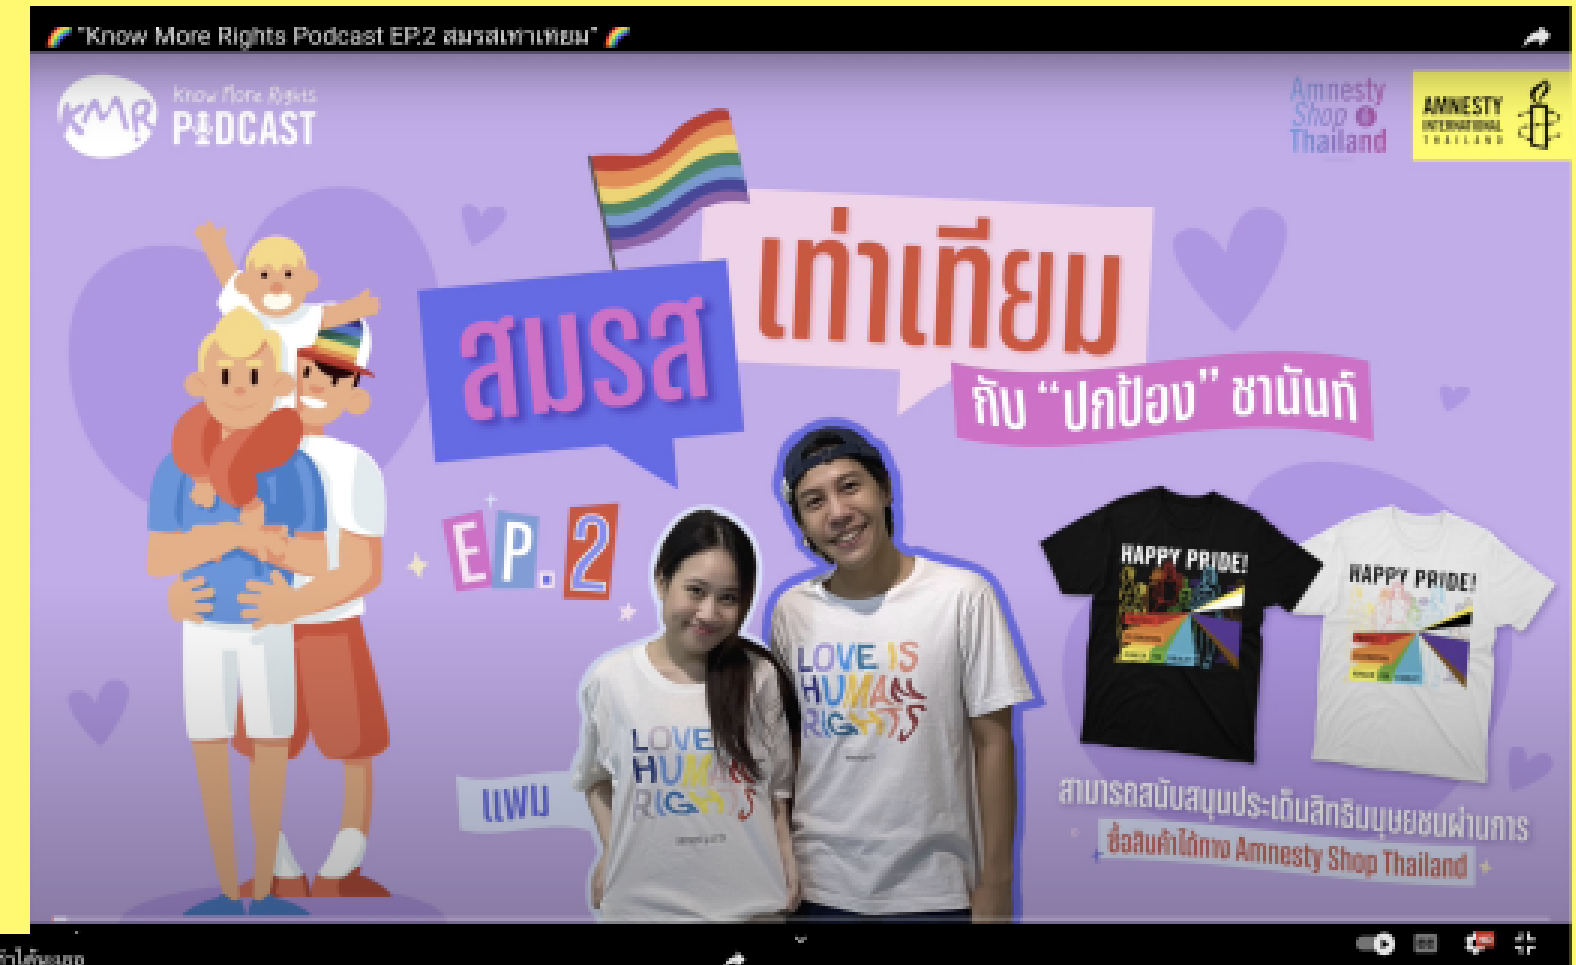 "Know More Rights Podcast EP.2 สมรสเท่าเทียม"
KMR
Know More Rights
PODCAST
Amnesty
Shop
Thailand
AMNESTY
INTERNATIONAL
THAILAND
สมรส
เท่าเทียม
กับ “ปกป้อง” ชานันท์
EP.2
HAPPY PRIDE!
HAPPY PRIDE!
LOVE IS
HUMAN
RIGHTS
LOVE
HUMAN
RIGHTS
แพม
สามารถสนับสนุนประเด็นสิทธิมนุษยชนผ่านการ
ซื้อสินค้าได้ทาง Amnesty Shop Thailand